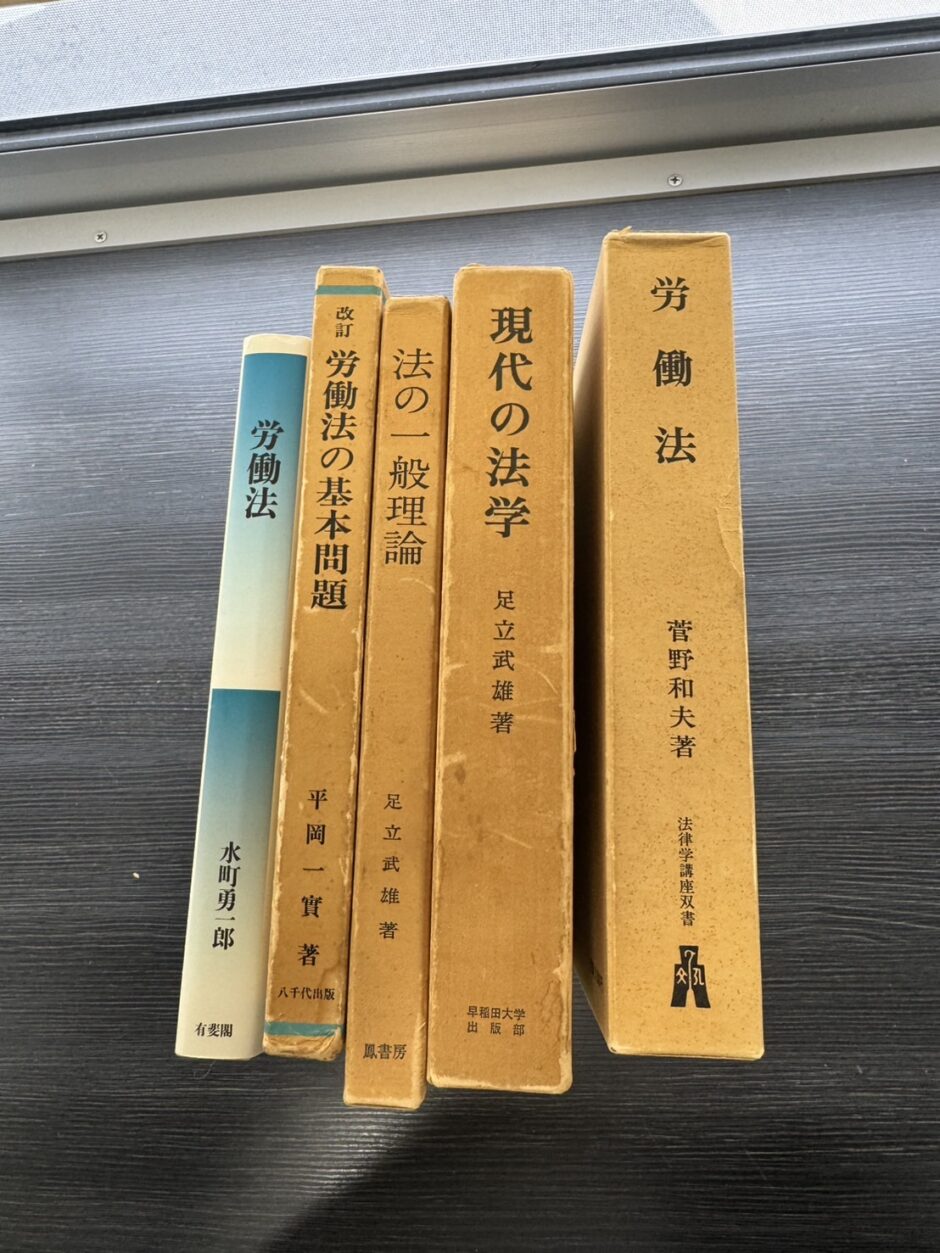 労働法
水町勇一郎
有斐閣
改訂
労働法の基本問題
平岡一實著
八千代出版
法の一般理論
足立武雄著
鳳書房
現代の法学
足立武雄著
早稲田大学
出版部
労働法
菅野和夫著
法律学講座双書